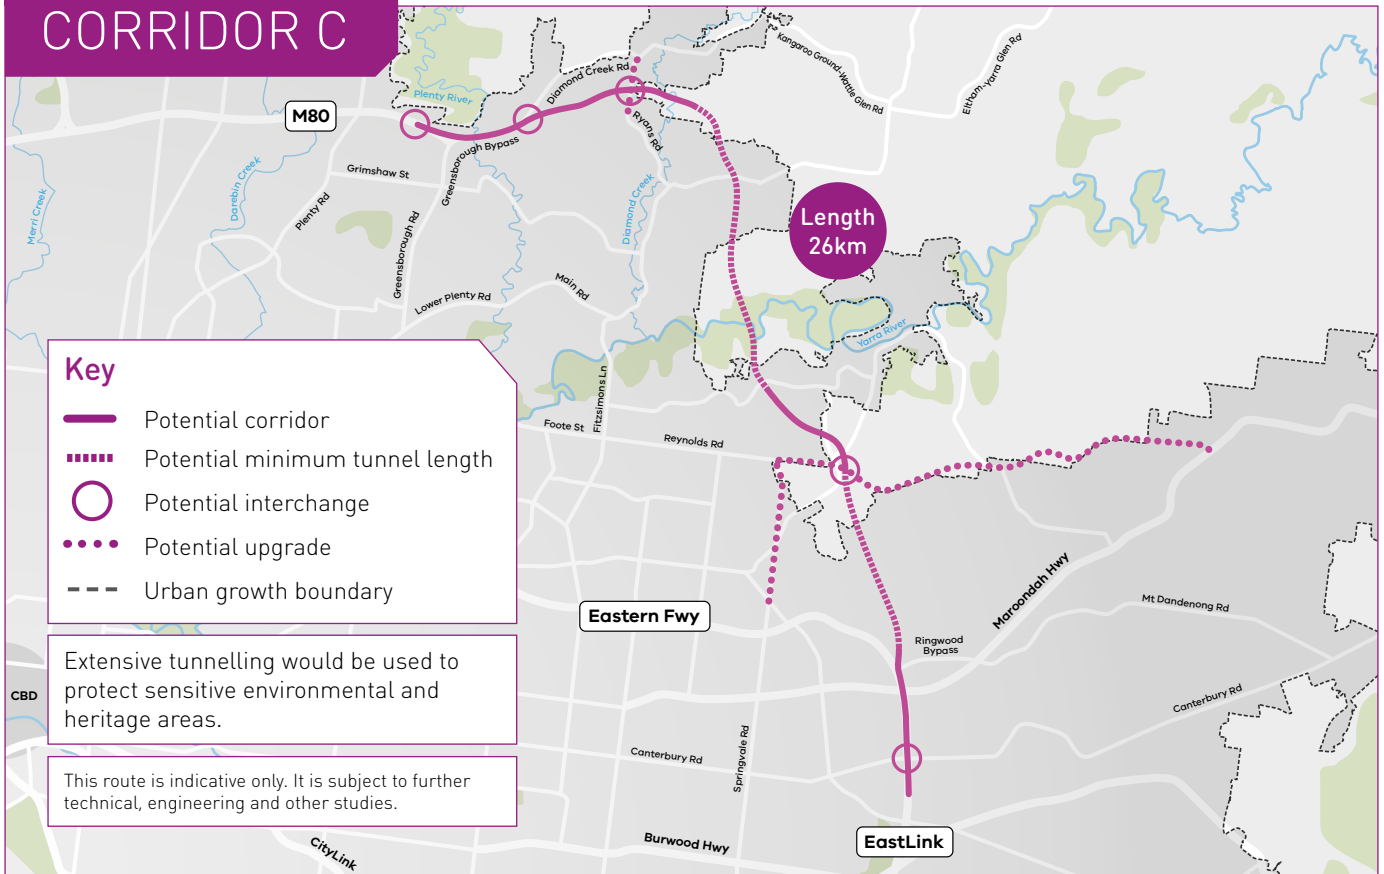 CORRIDOR C
M80
Plenty River
Diamond Creek Rd
Kangaroo Ground-Wattle Glen Rd
Eltham-Yarra Glen Rd
Ryans Rd
Greensborough Bypass
Grimshaw St
Merri Creek
Darebin Creek
Plenty Rd
Greensborough Rd
Diamond Creek
Length
26km
Lower Plenty Rd
Main Rd
Yarra River
Key
Potential corridor
Potential minimum tunnel length
Potential interchange
Potential upgrade
Urban growth boundary
Fitzsimons Ln
Foote St
Reynolds Rd
Maroondah Hwy
Mt Dandenong Rd
Eastern Fwy
Ringwood
Bypass
Extensive tunnelling would be used to
protect sensitive environmental and
heritage areas.
CBD
Canterbury Rd
Canterbury Rd
Springvale Rd
This route is indicative only. It is subject to further
technical, engineering and other studies.
EastLink
Burwood Hwy
CityLink